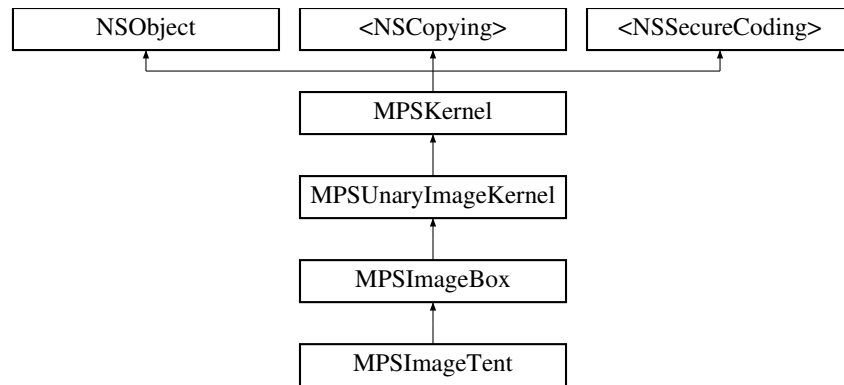 NSObject
<NSCopying>
<NSSecureCoding>
MPSKernel
MPSUnaryImageKernel
MPSImageBox
MPSImageTent